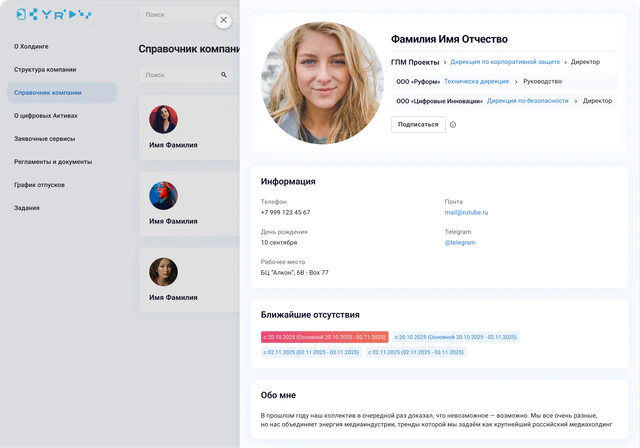 Поиск
О Холдинге
Структура компании
Справочник компании
О цифровых Активах
Заявочные сервисы
Регламенты и документы
График отпусков
Задания
Справочник компани
Поиск
Имя Фамилия
Имя Фамилия
Имя Фамилия
Фамилия Имя Отчество
ГПМ Проекты > Дирекция по корпоративной защите > Директор
ООО «Руформ» Техническа дирекция > Руководство
ООО «Цифровые Инновации» Дирекция по безопасности > Директор
Подписаться
Информация
Телефон
+7 999 123 45 67
Почта
mail@rutube.ru
День рождения
10 сентября
Telegram
@telegram
Рабочее место
БЦ "Алкон", 6В - Box 77
Ближайшие отсутствия
с 20.10.2025 (Основной 20.10.2025 - 02.11.2025)
с 20.10.2025 (Основной 20.10.2025 - 02.11.2025)
с 02.11.2025 (02.11.2025 - 03.11.2025)
с 02.11.2025 (02.11.2025 - 03.11.2025)
Обо мне
В прошлом году наш коллектив в очередной раз доказал, что невозможное — возможно. Мы все очень разные,
но нас объединяет энергия медиаиндустрии, тренды которой мы задаём как крупнейший российский медиахолдинг